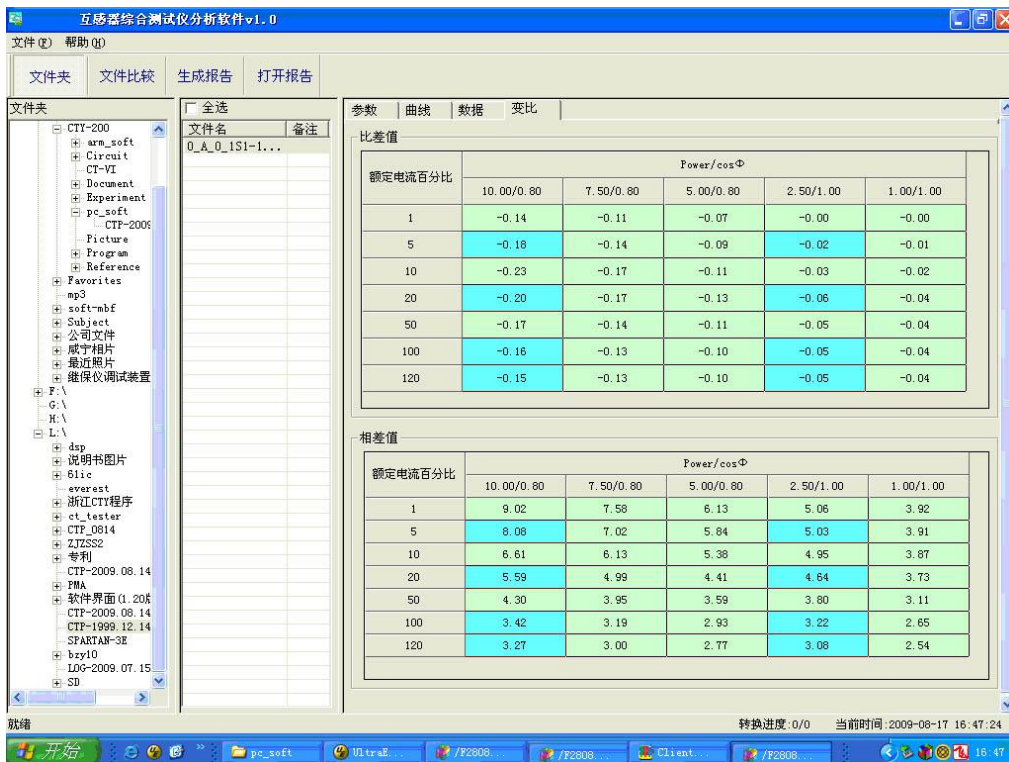 互感器综合测试仪分析软件v1.0
文件(F) 帮助(H)
文件夹 文件比较 生成报告 打开报告
文件夹
CTY-200
arm_soft
Circuit
CT-VI
Document
Experiment
pc_soft
CTP-2009
Picture
Program
Reference
Favorites
mp3
soft-mbf
Subject
公司文件
咸宁相片
最近照片
继保仪调试装置
F:\
G:\
H:\
L:\
dsp
说明书图片
61ic
everest
浙江CTY程序
ct_tester
CTP_0814
ZJZSS2
专利
CTP-2009.08.14
PMA
软件界面(1.20版
CTP-2009.08.14
CTP-1999.12.14
SPARTAN-3E
bzy10
LOG-2009.07.15
SD
全选
文件名 备注
0_A_0_1S1-1...
参数 曲线 数据 变比
比差值
额定电流百分比 Power/cosΦ
10.00/0.80 7.50/0.80 5.00/0.80 2.50/1.00 1.00/1.00
1 -0.14 -0.11 -0.07 -0.00 -0.00
5 -0.18 -0.14 -0.09 -0.02 -0.01
10 -0.23 -0.17 -0.11 -0.03 -0.02
20 -0.20 -0.17 -0.13 -0.06 -0.04
50 -0.17 -0.14 -0.11 -0.05 -0.04
100 -0.16 -0.13 -0.10 -0.05 -0.04
120 -0.15 -0.13 -0.10 -0.05 -0.04
相差值
额定电流百分比 Power/cosΦ
10.00/0.80 7.50/0.80 5.00/0.80 2.50/1.00 1.00/1.00
1 9.02 7.58 6.13 5.06 3.92
5 8.08 7.02 5.84 5.03 3.91
10 6.61 6.13 5.38 4.95 3.87
20 5.59 4.99 4.41 4.64 3.73
50 4.30 3.95 3.59 3.80 3.11
100 3.42 3.19 2.93 3.22 2.65
120 3.27 3.00 2.77 3.08 2.54
就绪 转换进度:0/0 当前时间:2009-08-17 16:47:24
开始 pc_soft UltraE... /F2808... /F2808... Client... /F2808... 16:47